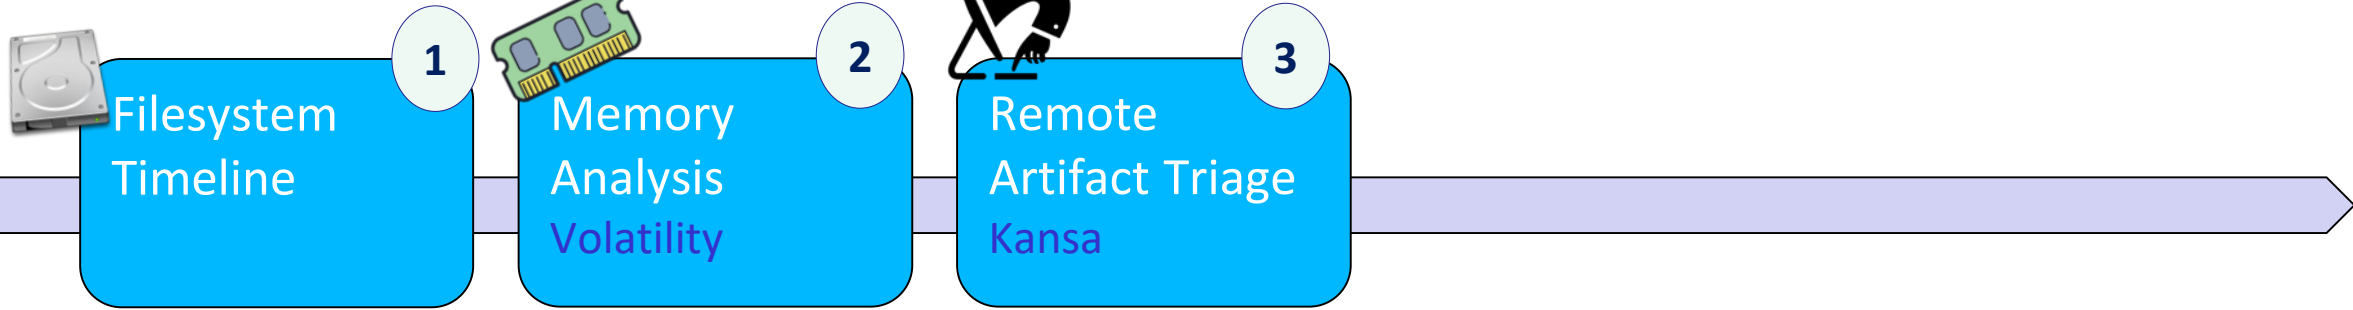 1
Filesystem
Timeline
2
Memory
Analysis
Volatility
3
Remote
Artifact Triage
Kansa